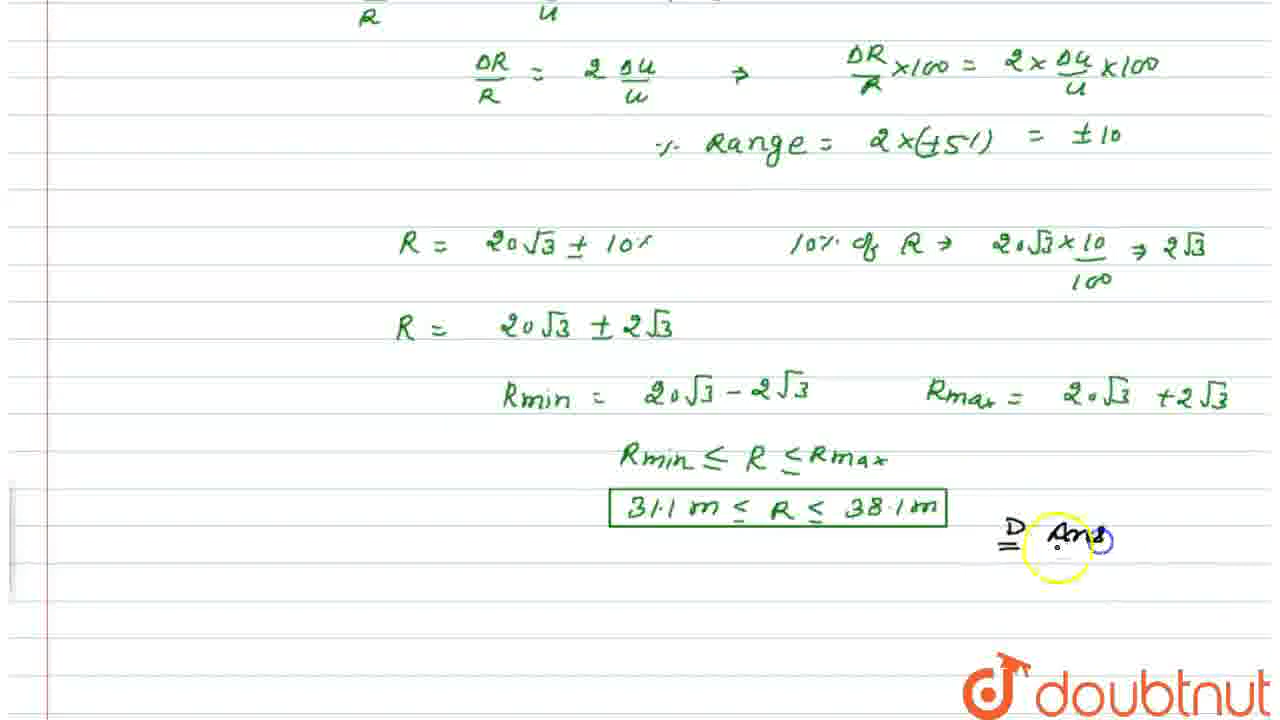 R u
ΔR/R = 2 Δu/u ⇒ ΔR/R × 100 = 2 × Δu/u × 100
% Range = 2 × (±5%) = ±10
R = 20√3 ± 10% 10% of R ⇒ 20√3 × 10/100 ⇒ 2√3
R = 20√3 ± 2√3
Rmin = 20√3 - 2√3 Rmax = 20√3 + 2√3
Rmin ≤ R ≤ Rmax
31.1 m ≤ R ≤ 38.1 m
D Ans
doubtnut